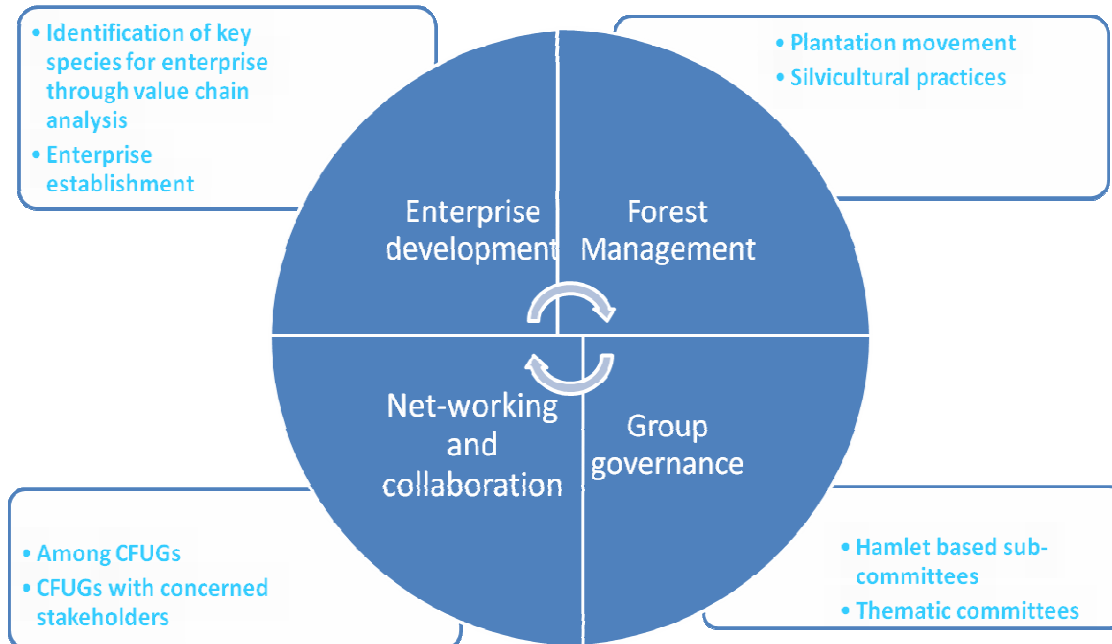 • Identification of key
species for enterprise
through value chain
analysis
• Enterprise
establishment
• Plantation movement
• Silvicultural practices
Enterprise
development
Forest
Management
Net-working
and
collaboration
Group
governance
• Among CFUGs
• CFUGs with concerned
stakeholders
• Hamlet based sub-
committees
• Thematic committees